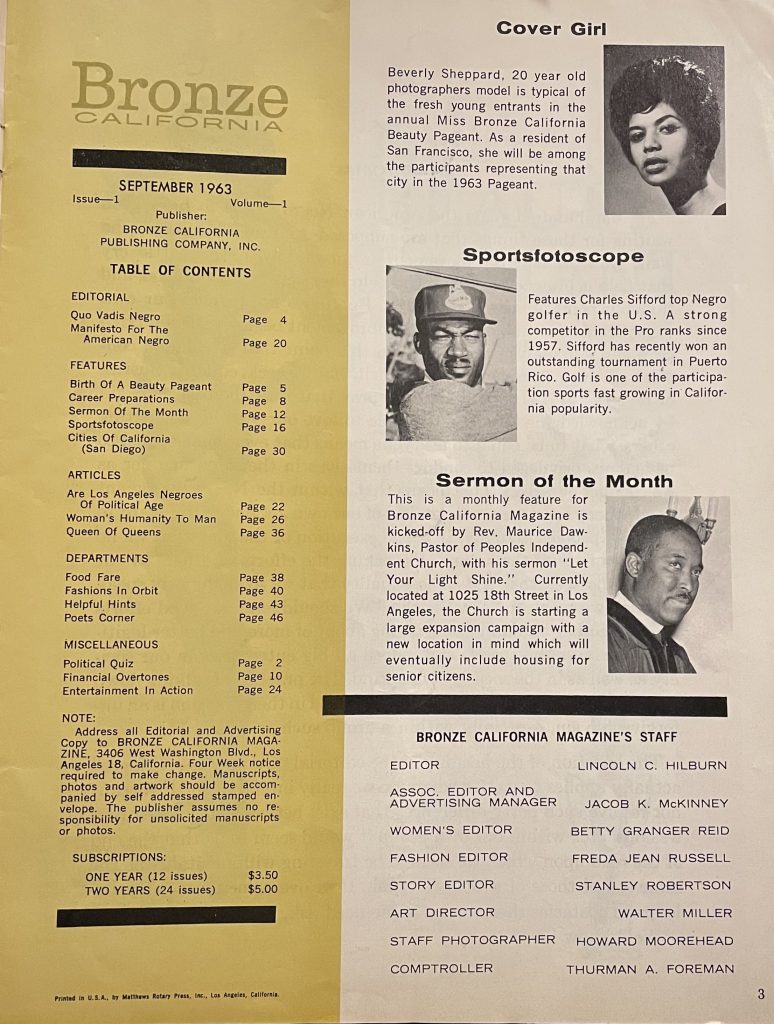 Bronze
CALIFORNIA
SEPTEMBER 1963
Issue—1 Volume—1
Publisher:
BRONZE CALIFORNIA
PUBLISHING COMPANY, INC.
TABLE OF CONTENTS
EDITORIAL
Quo Vadis Negro Page 4
Manifesto For The
American Negro Page 20
FEATURES
Birth Of A Beauty Pageant Page 5
Career Preparations Page 8
Sermon Of The Month Page 12
Sportsfotoscope Page 16
Cities Of California
(San Diego) Page 30
ARTICLES
Are Los Angeles Negroes
Of Political Age Page 22
Woman's Humanity To Man Page 26
Queen Of Queens Page 36
DEPARTMENTS
Food Fare Page 38
Fashions In Orbit Page 40
Helpful Hints Page 43
Poets Corner Page 46
MISCELLANEOUS
Political Quiz Page 2
Financial Overtones Page 10
Entertainment In Action Page 24
NOTE:
Address all Editorial and Advertising
Copy to BRONZE CALIFORNIA MAGA-
ZINE, 3406 West Washington Blvd., Los
Angeles 18, California. Four Week notice
required to make change. Manuscripts,
photos and artwork should be accom-
panied by self addressed stamped en-
velope. The publisher assumes no re-
sponsibility for unsolicited manuscripts
or photos.
SUBSCRIPTIONS:
ONE YEAR (12 issues) $3.50
TWO YEARS (24 issues) $5.00
Printed in U.S.A., by Matthews Rotary Press, Inc., Los Angeles, California.
Cover Girl
Beverly Sheppard, 20 year old
photographers model is typical of
the fresh young entrants in the
annual Miss Bronze California
Beauty Pageant. As a resident of
San Francisco, she will be among
the participants representing that
city in the 1963 Pageant.
Sportsfotoscope
Features Charles Sifford top Negro
golfer in the U.S. A strong
competitor in the Pro ranks since
1957. Sifford has recently won an
outstanding tournament in Puerto
Rico. Golf is one of the participa-
tion sports fast growing in Califor-
nia popularity.
Sermon of the Month
This is a monthly feature for
Bronze California Magazine is
kicked-off by Rev. Maurice Daw-
kins, Pastor of Peoples Independ-
ent Church, with his sermon "Let
Your Light Shine." Currently
located at 1025 18th Street in Los
Angeles, the Church is starting a
large expansion campaign with a
new location in mind which will
eventually include housing for
senior citizens.
BRONZE CALIFORNIA MAGAZINE'S STAFF
EDITOR LINCOLN C. HILBURN
ASSOC. EDITOR AND
ADVERTISING MANAGER JACOB K. McKINNEY
WOMEN'S EDITOR BETTY GRANGER REID
FASHION EDITOR FREDA JEAN RUSSELL
STORY EDITOR STANLEY ROBERTSON
ART DIRECTOR WALTER MILLER
STAFF PHOTOGRAPHER HOWARD MOOREHEAD
COMPTROLLER THURMAN A. FOREMAN
3